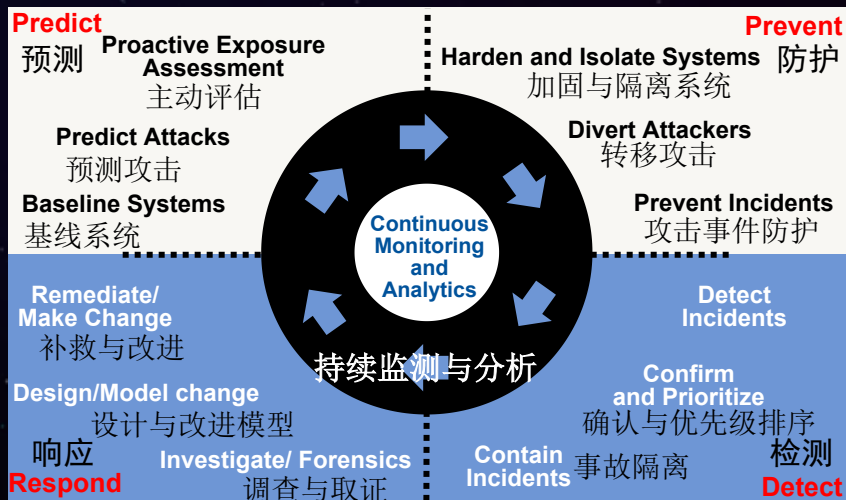 Predict
预测
Proactive Exposure
Assessment
主动评估
Predict Attacks
预测攻击
Baseline Systems
基线系统
Prevent
防护
Harden and Isolate Systems
加固与隔离系统
Divert Attackers
转移攻击
Prevent Incidents
攻击事件防护
Continuous
Monitoring
and
Analytics
持续监测与分析
Remediate/
Make Change
补救与改进
Design/Model change
设计与改进模型
Investigate/ Forensics
调查与取证
响应
Respond
Detect
Incidents
Confirm
and Prioritize
确认与优先级排序
Contain
Incidents
事故隔离
检测
Detect